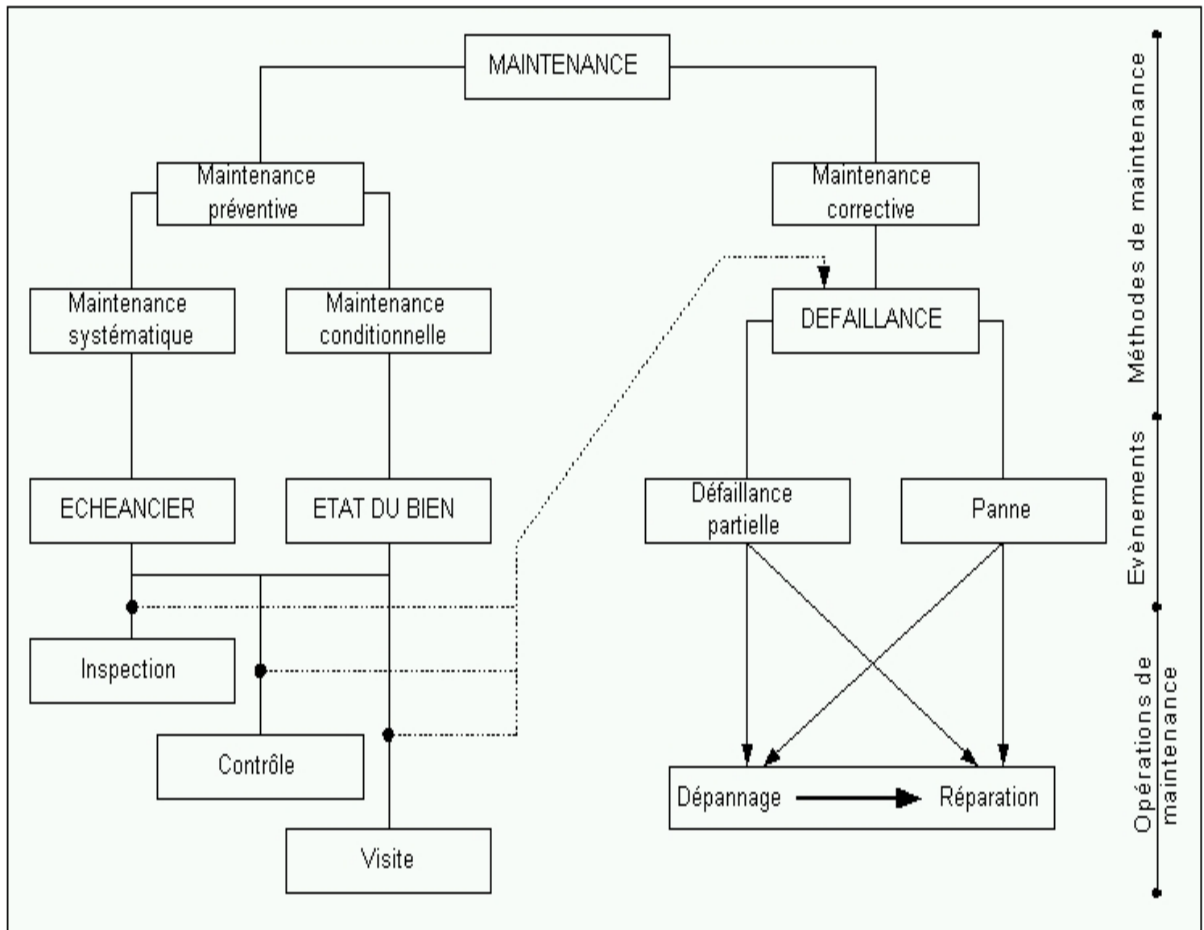 MAINTENANCE
Maintenance
préventive
Maintenance
corrective
Maintenance
systématique
Maintenance
conditionnelle
DEFAILLANCE
ECHEANCIER
ETAT DU BIEN
Défaillance
partielle
Panne
Inspection
Contrôle
Visite
Dépannage
Réparation
Méthodes de maintenance
Evènements
Opérations de
maintenance